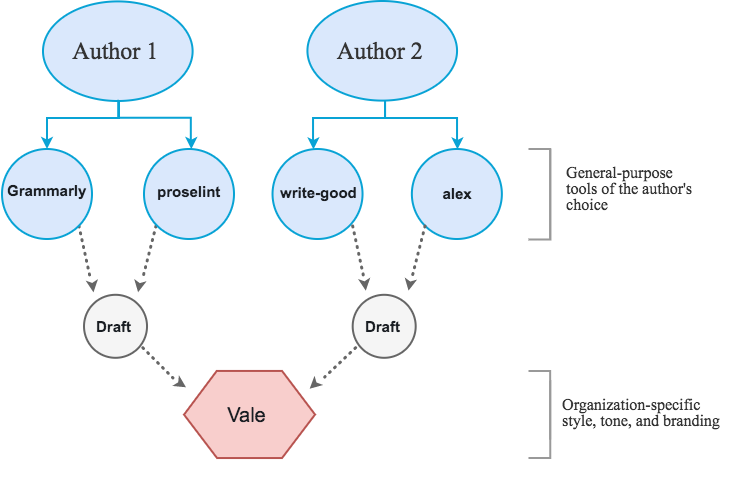 Author 1
Author 2
Grammarly
proselint
write-good
alex
General-purpose
tools of the author's
choice
Draft
Draft
Vale
Organization-specific
style, tone, and branding